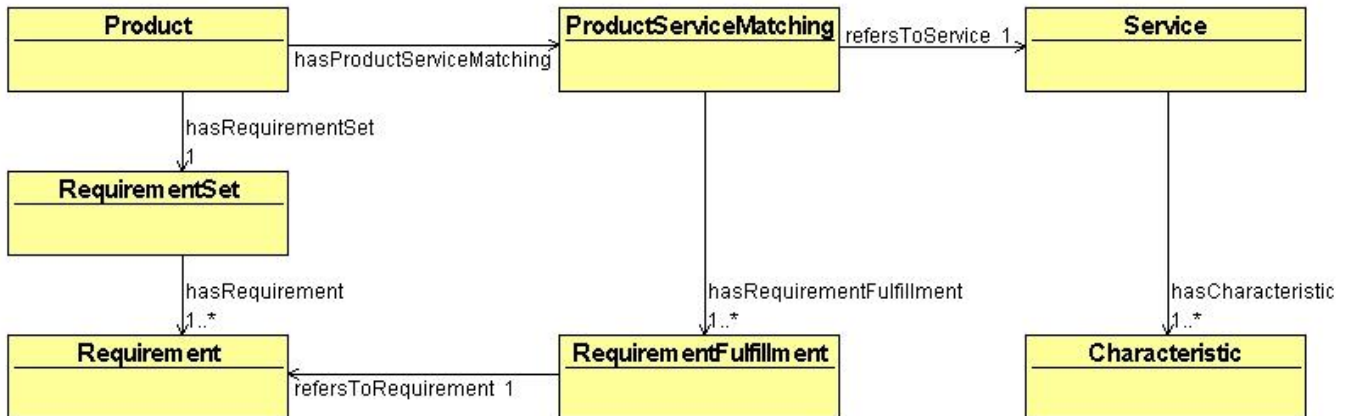 Product
ProductServiceMatching
refersToService 1
Service
hasProductServiceMatching
hasRequirementSet
1
RequirementSet
hasRequirement
1..*
hasRequirementFulfillment
1..*
hasCharacteristic
1..*
Requirement
RequirementFulfillment
Characteristic
refersToRequirement 1